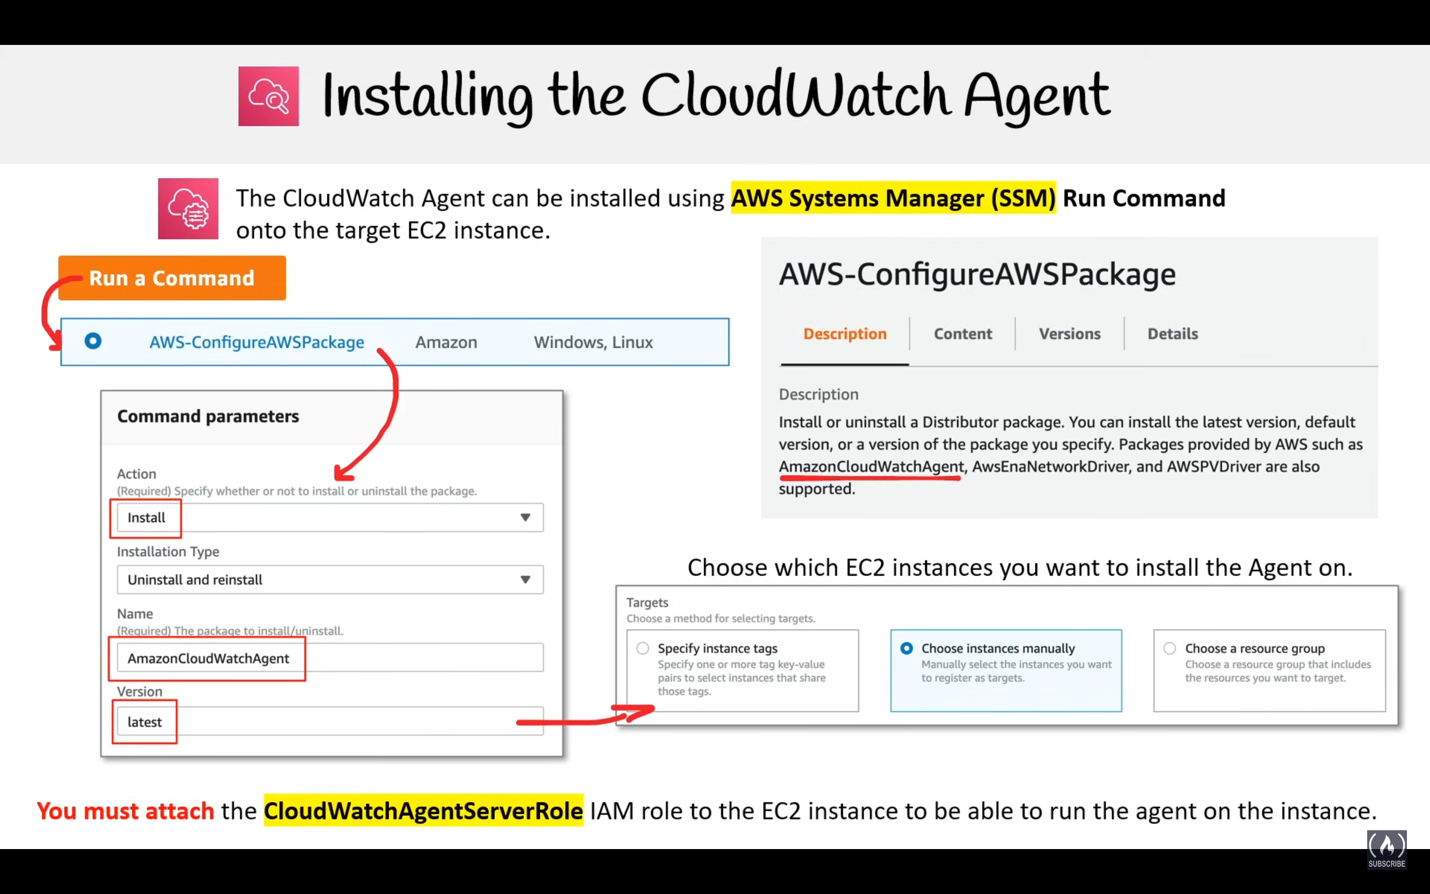 Installing the CloudWatch Agent
The CloudWatch Agent can be installed using AWS Systems Manager (SSM) Run Command
onto the target EC2 instance.
Run a Command
AWS-ConfigureAWSPackage Amazon Windows, Linux
Command parameters
Action
(Required) Specify whether or not to install or uninstall the package.
Install
Installation Type
Uninstall and reinstall
Name
(Required) The package to install/uninstall.
AmazonCloudWatchAgent
Version
latest
AWS-ConfigureAWSPackage
Description Content Versions Details
Description
Install or uninstall a Distributor package. You can install the latest version, default
version, or a version of the package you specify. Packages provided by AWS such as
AmazonCloudWatchAgent, AwsEnaNetworkDriver, and AWSPVDriver are also
supported.
Choose which EC2 instances you want to install the Agent on.
Targets
Choose a method for selecting targets.
Specify instance tags
Specify one or more tag key-value
pairs to select instances that share
those tags.
Choose instances manually
Manually select the instances you want
to register as targets.
Choose a resource group
Choose a resource group that includes
the resources you want to target.
You must attach the CloudWatchAgentServerRole IAM role to the EC2 instance to be able to run the agent on the instance.
SUBSCRIBE